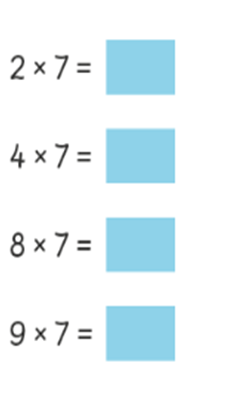 2 × 7 =
4 × 7 =
8 × 7 =
9 × 7 =